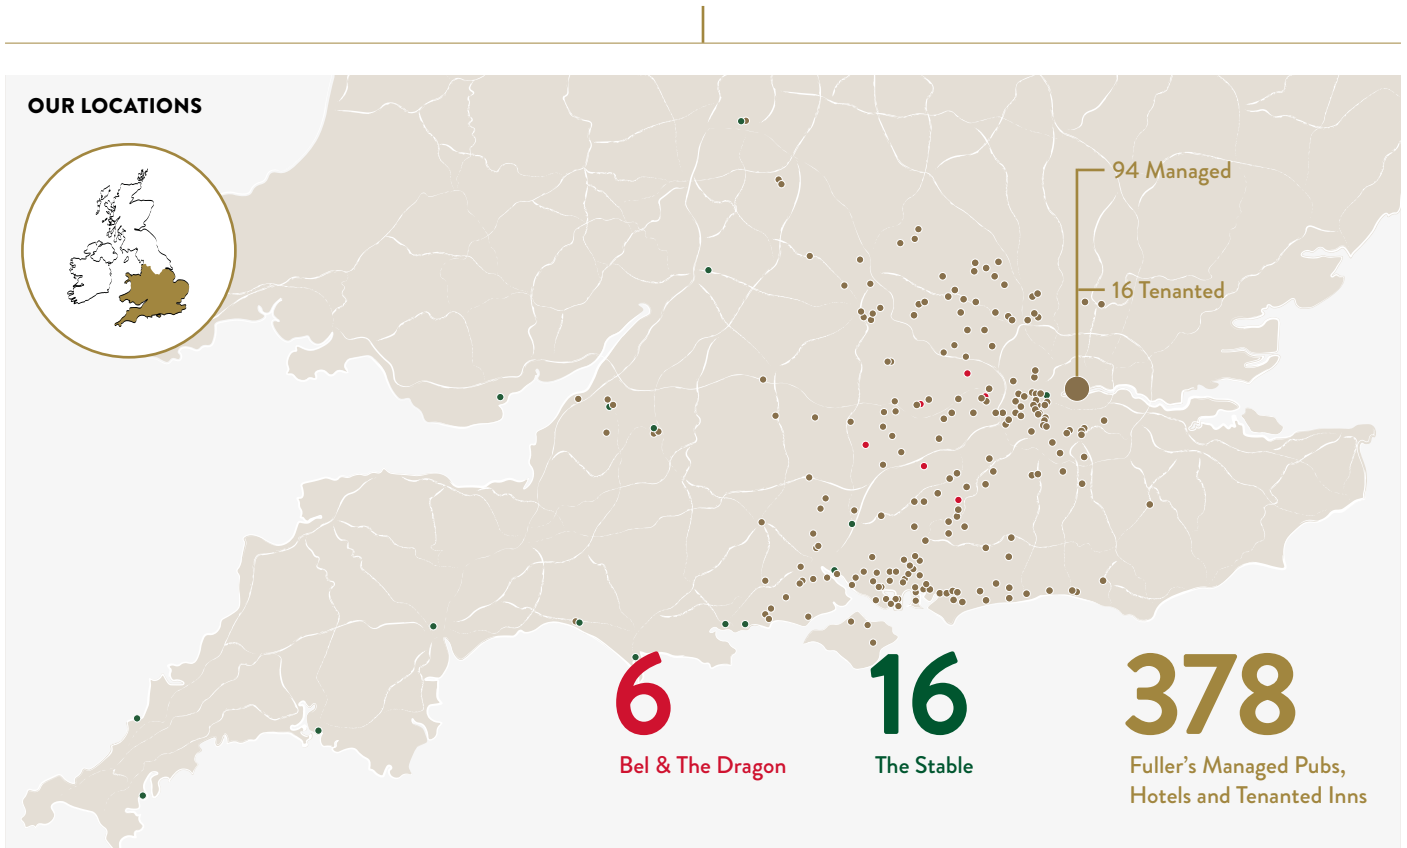 OUR LOCATIONS
94 Managed
16 Tenanted
6
Bel & The Dragon
16
The Stable
378
Fuller’s Managed Pubs,
Hotels and Tenanted Inns